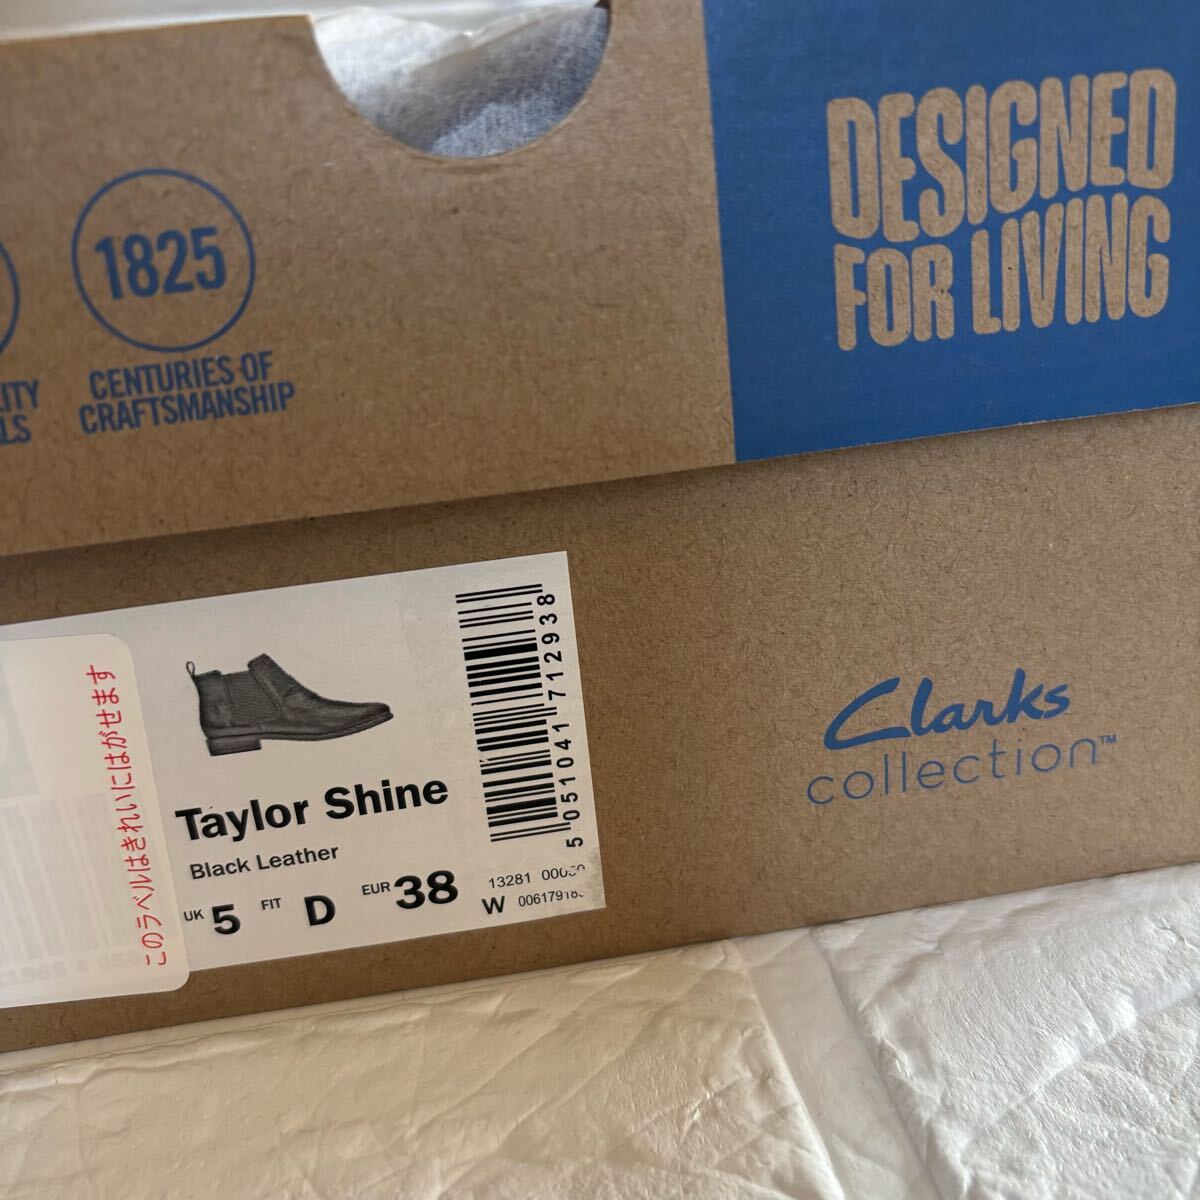 DESIGNED
FOR LIVING
1825
CENTURIES OF
CRAFTSMANSHIP
Clarks
collection™
このラベルはきれいにはがせます
Taylor Shine
Black Leather
UK 5 FIT D EUR 38
5 051041 712938
13281
W